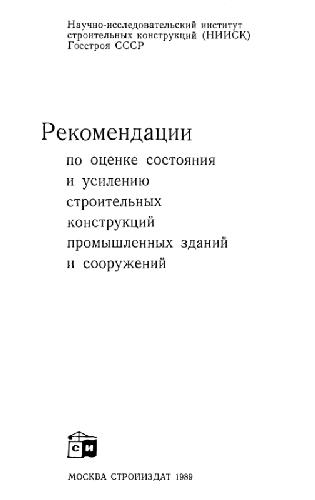 Научно-исследовательский институт
строительных конструкций (НИИСК)
Госстроя СССР
Рекомендации
по оценке состояния
и усилению
строительных
конструкций
промышленных зданий
и сооружений
с и
МОСКВА СТРОЙИЗДАТ 1989